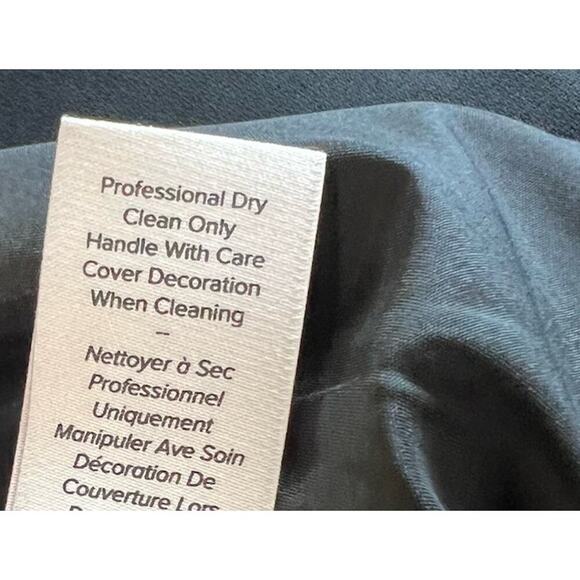 Professional Dry
Clean Only
Handle With Care
Cover Decoration
When Cleaning
–
Nettoyer à Sec
Professionnel
Uniquement
Manipuler Ave Soin
Décoration De
Couverture Lors